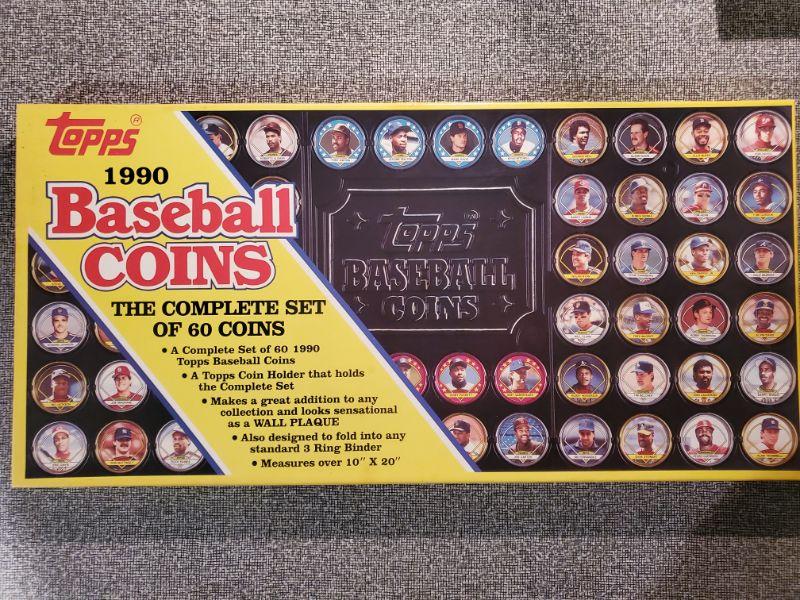 TOPPS®
1990
Baseball
COINS
THE COMPLETE SET
OF 60 COINS
• A Complete Set of 60 1990
Topps Baseball Coins
• A Topps Coin Holder that holds
the Complete Set
• Makes a great addition to any
collection and looks sensational
as a WALL PLAQUE
• Also designed to fold into any
standard 3 Ring Binder
• Measures over 10" X 20"
TOPPS
BASEBALL
COINS